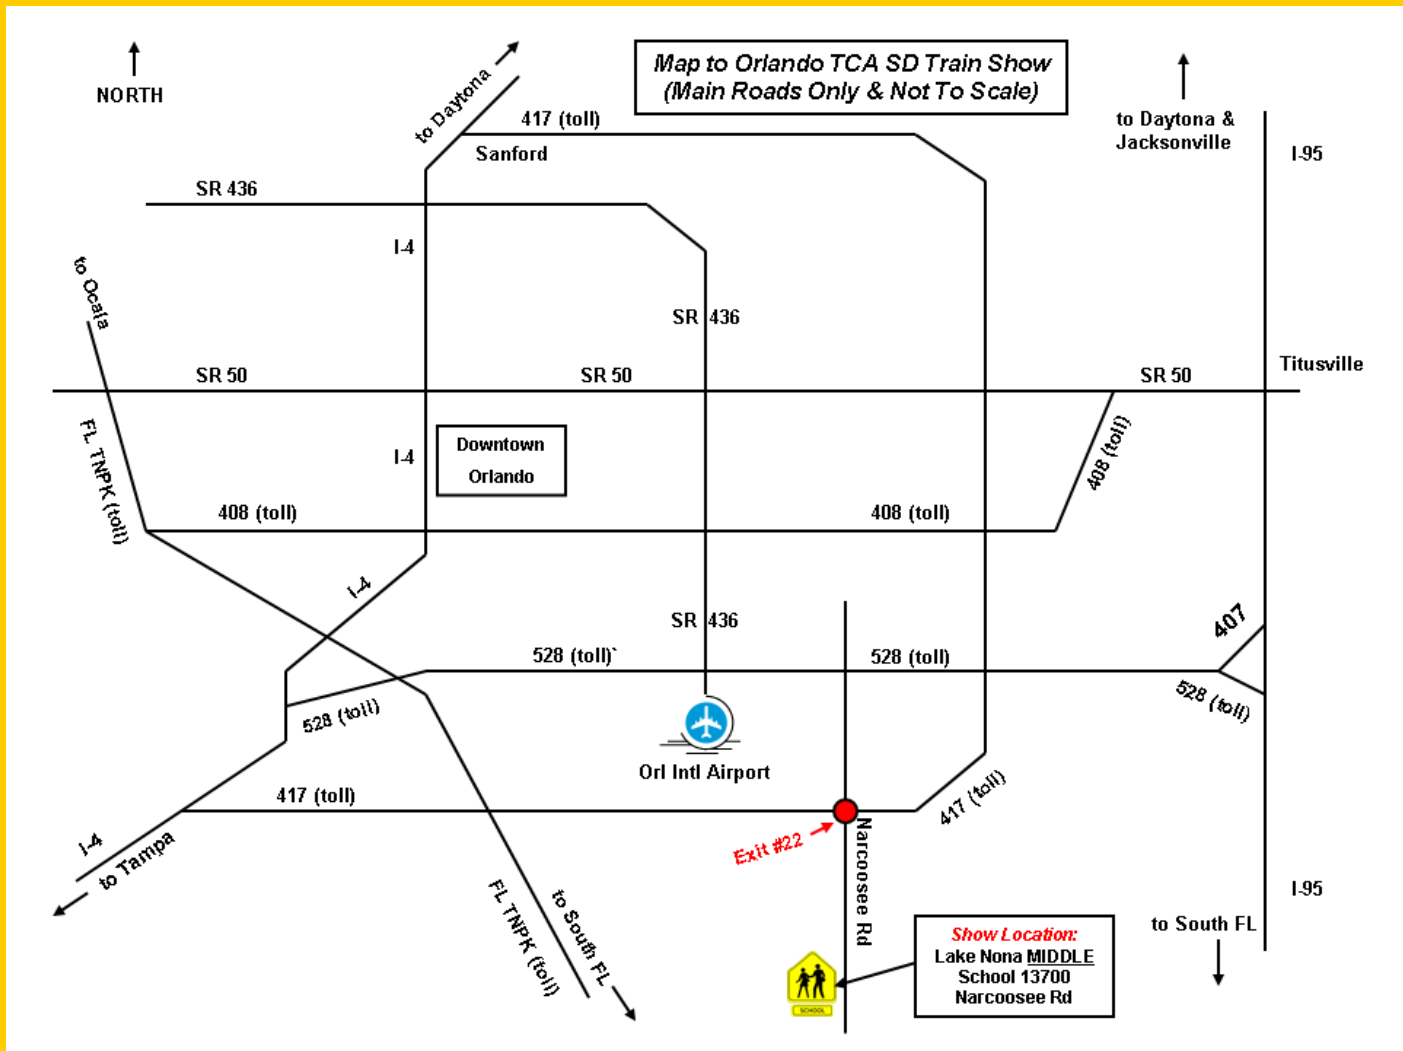 NORTH
to Daytona
Map to Orlando TCA SD Train Show
(Main Roads Only & Not To Scale)
to Daytona &
Jacksonville
417 (toll)
Sanford
I-95
SR 436
I-4
to Ocala
SR 436
SR 50
SR 50
SR 50
Titusville
FL TNPK (toll)
I-4
Downtown
Orlando
408 (toll)
408 (toll)
408 (toll)
I-4
SR 436
407
528 (toll)`
528 (toll)
528 (toll)
528 (toll)
Orl Intl Airport
417 (toll)
417 (toll)
Exit #22
Narcoosee Rd
I-4
to Tampa
FL TNPK (toll)
to South FL
I-95
to South FL
Show Location:
Lake Nona MIDDLE
School 13700
Narcoosee Rd
SCHOOL